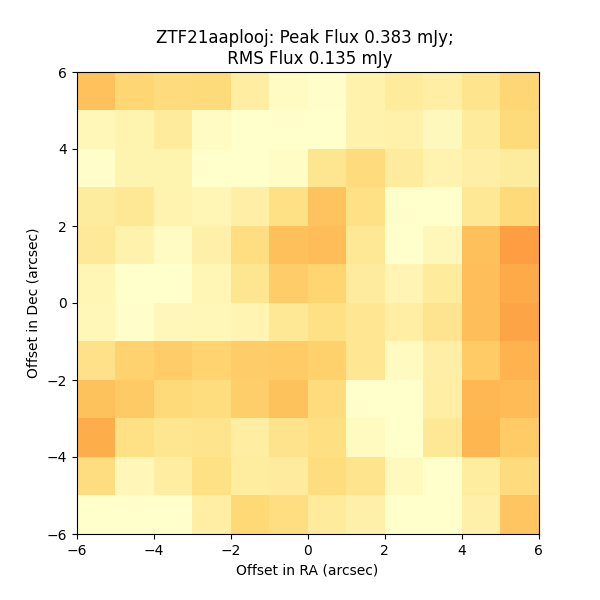 ZTF21aaplooj: Peak Flux 0.383 mJy;
RMS Flux 0.135 mJy
6
4
2
0
−2
−4
−6
Offset in Dec (arcsec)
−6 −4 −2 0 2 4 6
Offset in RA (arcsec)